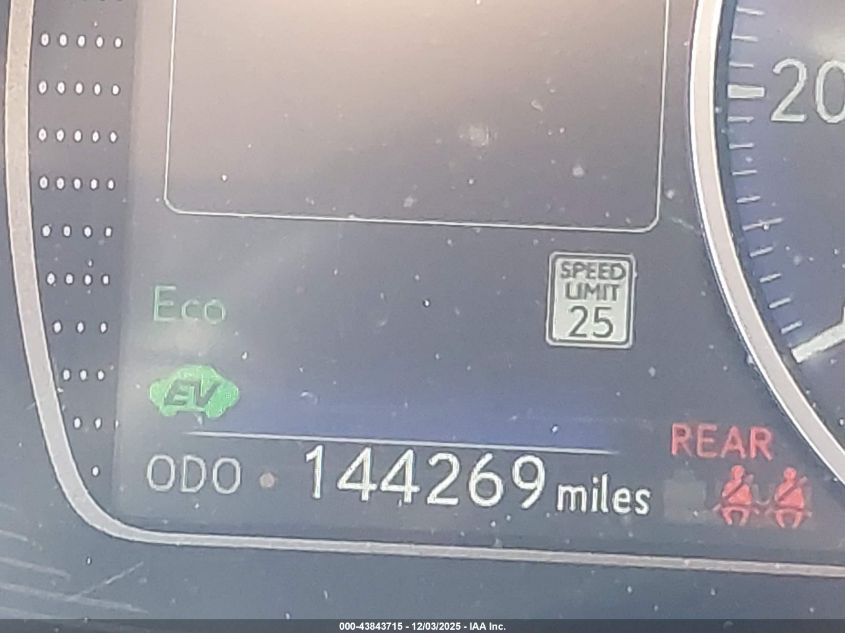 20
SPEED
LIMIT
25
Eco
EV
REAR
ODO 144269 miles
000-43843715 - 12/03/2025 - IAA Inc.